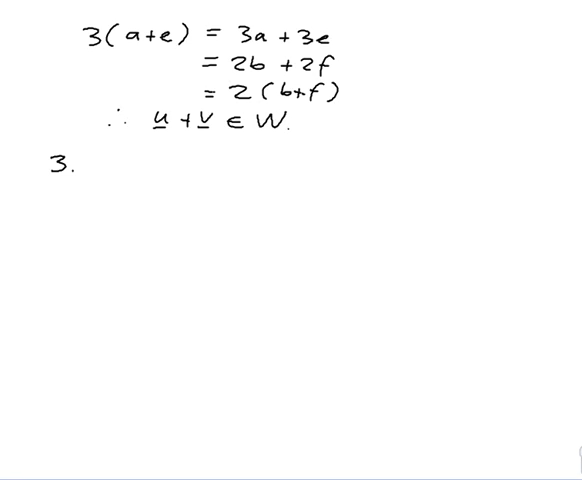 3(a+e) = 3a + 3e
= 2b + 2f
= 2(b+f)
∴ u + v ∈ W.
3.